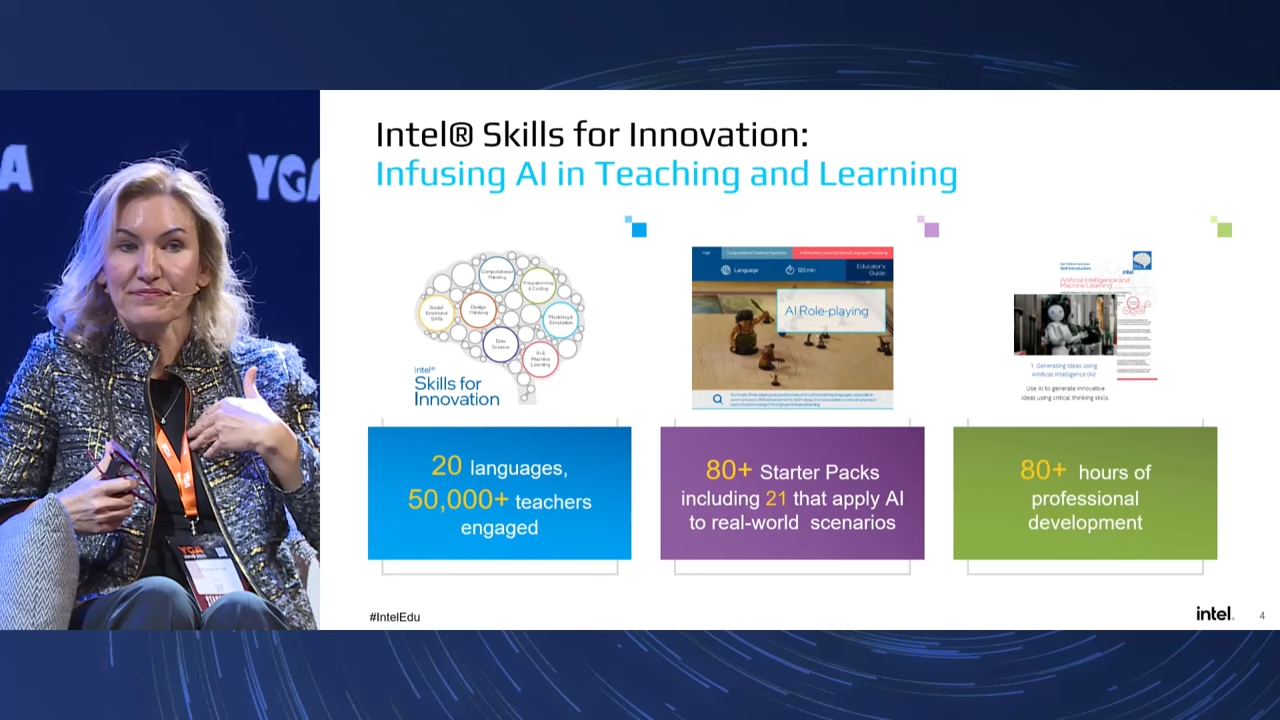 YGA
Intel® Skills for Innovation:
Infusing AI in Teaching and Learning
Computational
Thinking
Programming
& Coding
Social
Emotional
Skills
Design
Thinking
Modeling &
Simulation
Data
Science
AI &
Machine
Learning
intel®
Skills for
Innovation
Language
120 min
Educator's
Guide
AI Role-playing
Artificial Intelligence and
Machine Learning
intel
1. Generating Ideas using
Artificial Intelligence (AI)
Use AI to generate innovative
ideas using critical thinking skills.
20 languages,
50,000+ teachers
engaged
80+ Starter Packs
including 21 that apply AI
to real-world scenarios
80+ hours of
professional
development
YGA
#IntelEdu
intel.
4